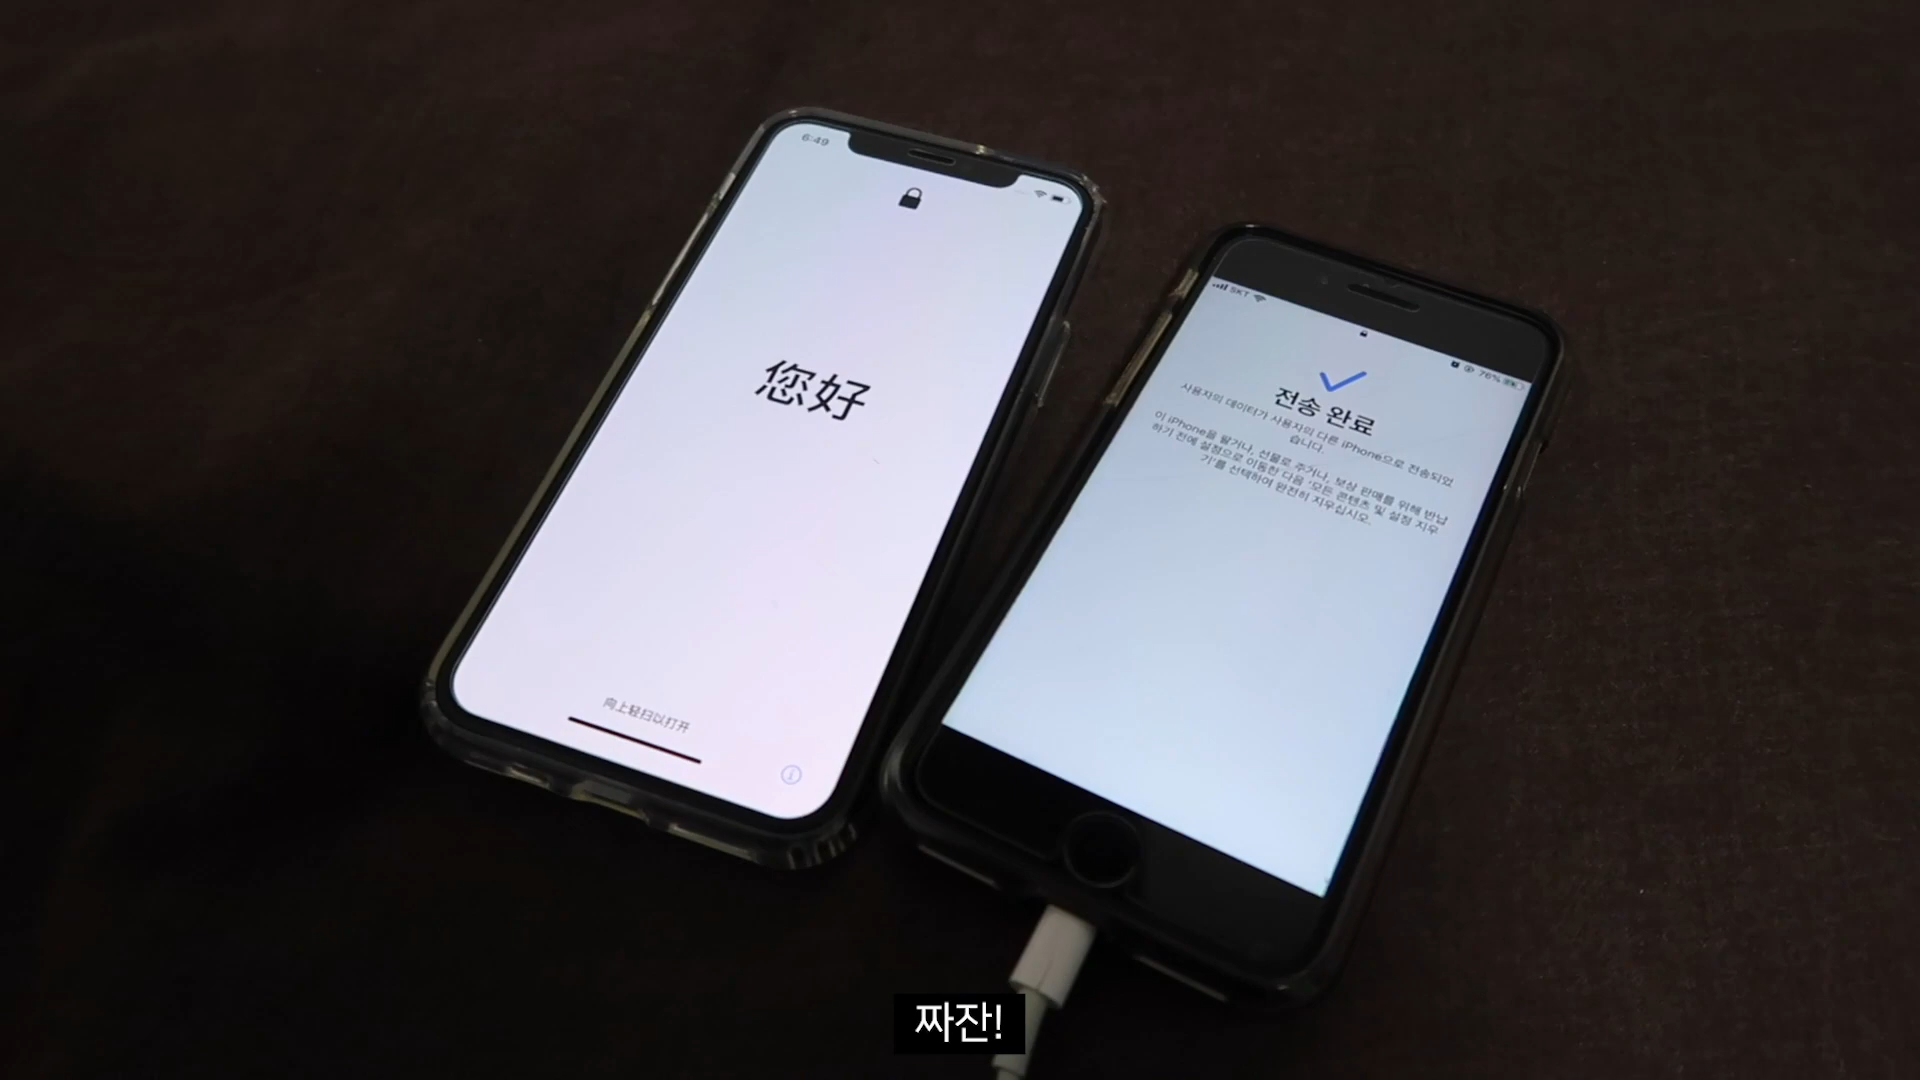 6:49
您好
向上轻扫以打开
SKT
76%
전송 완료
사용자의 데이터가 사용자의 다른 iPhone으로 전송되었
습니다.
이 iPhone을 팔거나, 선물로 주거나, 보상 판매를 위해 반납
하기 전에 설정으로 이동한 다음 '모든 콘텐츠 및 설정 지우
기'를 선택하여 완전히 지우십시오.
짜잔!